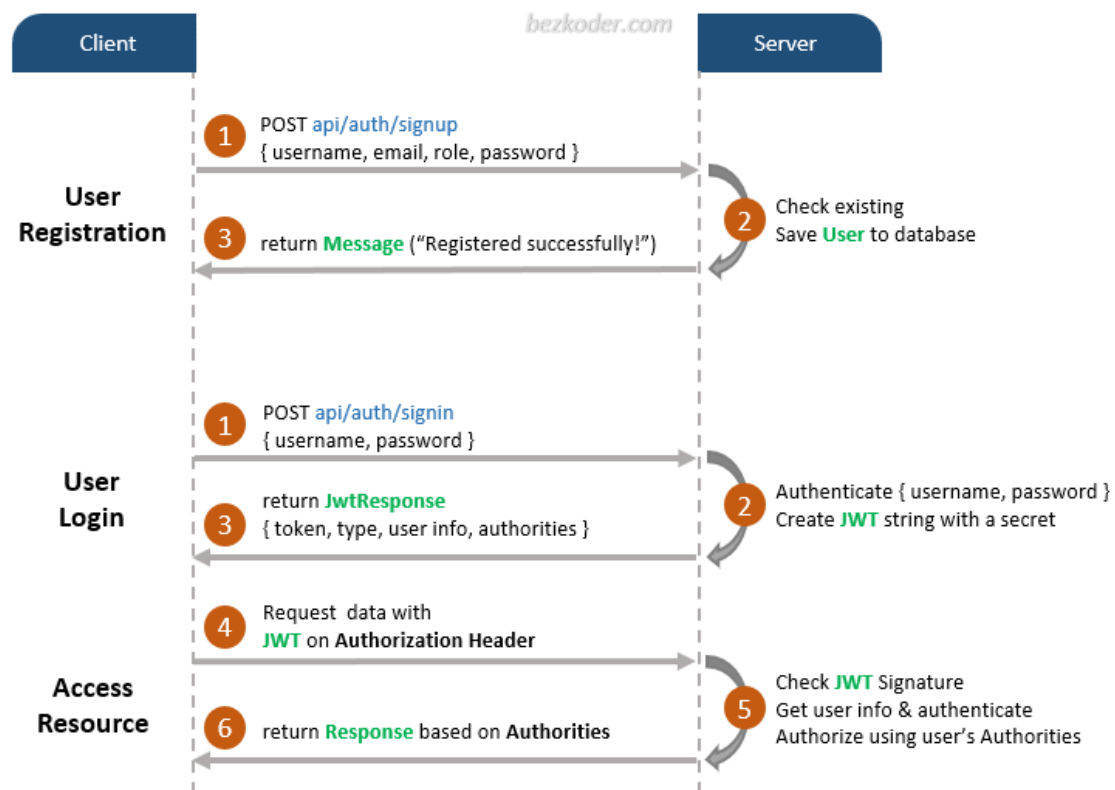 bezkoder.com
Client
Server
User
Registration
1
POST api/auth/signup
{ username, email, role, password }
2
Check existing
Save User to database
3
return Message (“Registered successfully!”)
User
Login
1
POST api/auth/signin
{ username, password }
2
Authenticate { username, password }
Create JWT string with a secret
3
return JwtResponse
{ token, type, user info, authorities }
Access
Resource
4
Request data with
JWT on Authorization Header
5
Check JWT Signature
Get user info & authenticate
Authorize using user’s Authorities
6
return Response based on Authorities